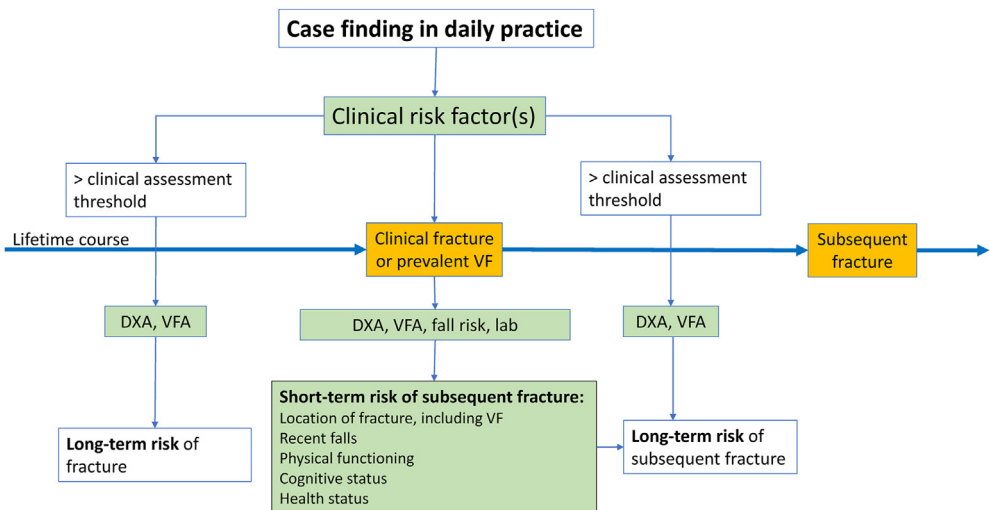 Case finding in daily practice
Clinical risk factor(s)
> clinical assessment
threshold
> clinical assessment
threshold
Lifetime course
Clinical fracture
or prevalent VF
Subsequent
fracture
DXA, VFA
DXA, VFA, fall risk, lab
DXA, VFA
Short-term risk of subsequent fracture:
Location of fracture, including VF
Recent falls
Physical functioning
Cognitive status
Health status
Long-term risk of
fracture
Long-term risk of
subsequent fracture